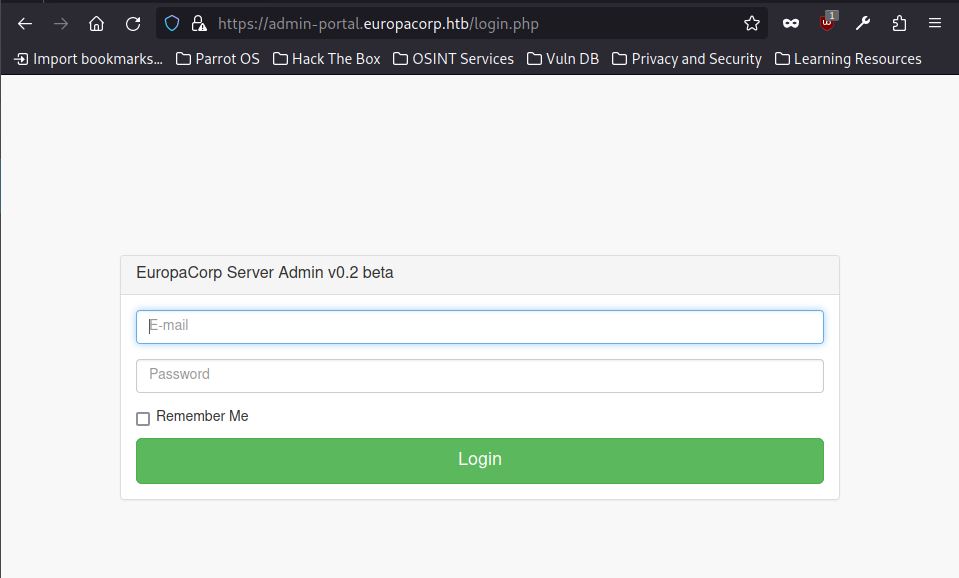 https://admin-portal.europacorp.htb/login.php
1
Import bookmarks... Parrot OS Hack The Box OSINT Services Vuln DB Privacy and Security Learning Resources
EuropaCorp Server Admin v0.2 beta
E-mail
Password
Remember Me
Login